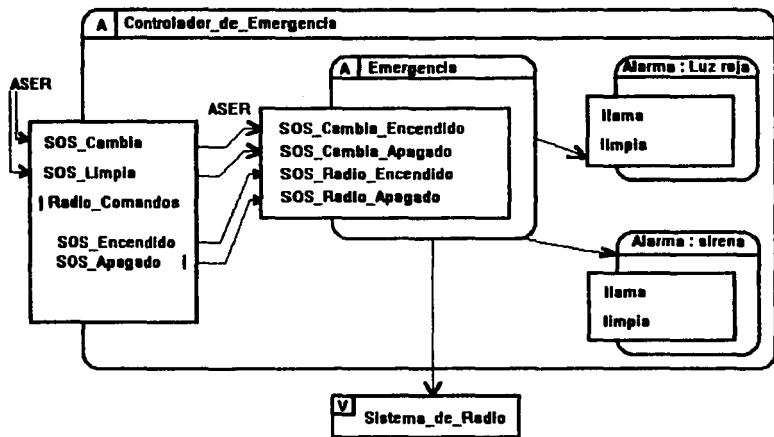 A Controlador_de_Emergencia
ASER
SOS_Cambia
SOS_Limpia
| Radio_Comandos
SOS_Encendido
SOS_Apagado |
ASER
A Emergencia
SOS_Cambia_Encendido
SOS_Cambia_Apagado
SOS_Radio_Encendido
SOS_Radio_Apagado
Alarma : Luz roja
llama
limpia
Alarma : sirena
llama
limpia
V Sistema_de_Radio